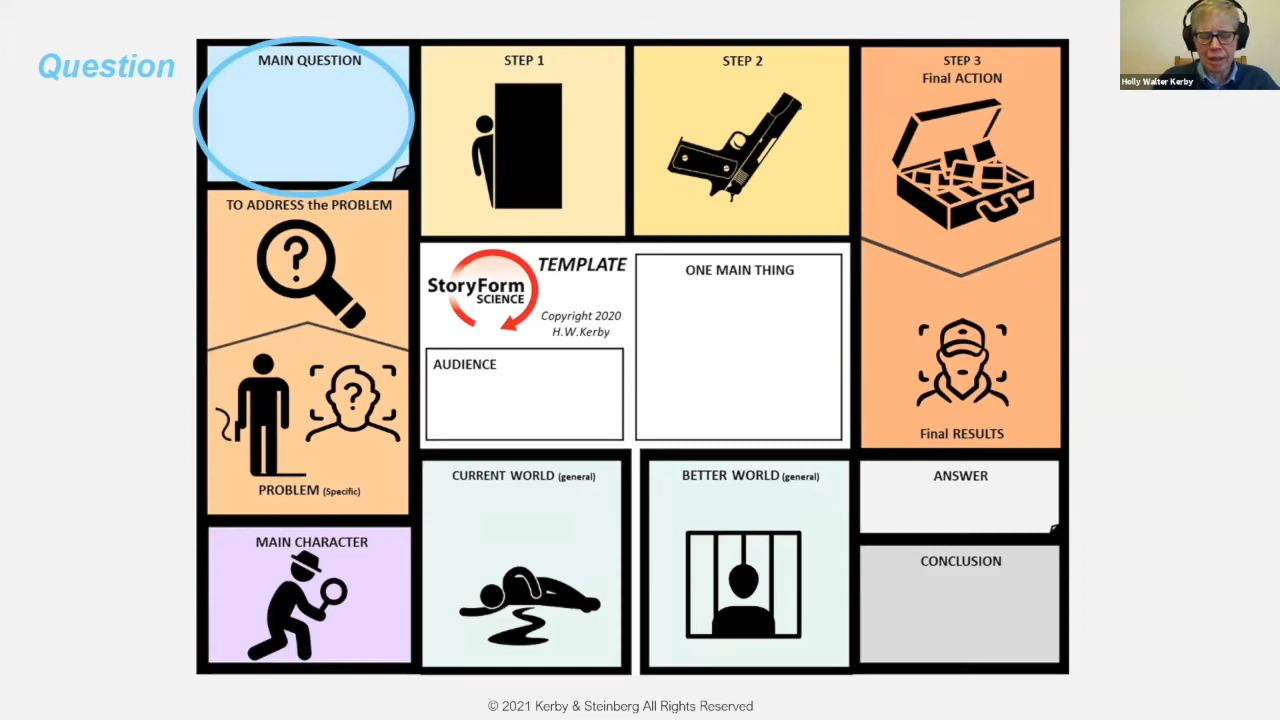 Question
MAIN QUESTION
STEP 1
STEP 2
STEP 3
Final ACTION
Holly Walter Kerby
TO ADDRESS the PROBLEM
?
?
PROBLEM (Specific)
MAIN CHARACTER
StoryForm
SCIENCE
TEMPLATE
Copyright 2020
H.W.Kerby
AUDIENCE
ONE MAIN THING
Final RESULTS
CURRENT WORLD (general)
BETTER WORLD (general)
ANSWER
CONCLUSION
© 2021 Kerby & Steinberg All Rights Reserved